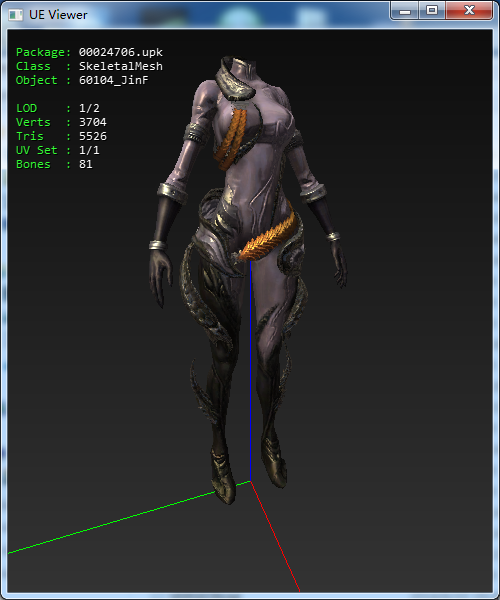 UE Viewer
Package: 00024706.upk
Class : SkeletalMesh
Object : 60104_JinF
LOD : 1/2
Verts : 3704
Tris : 5526
UV Set : 1/1
Bones : 81